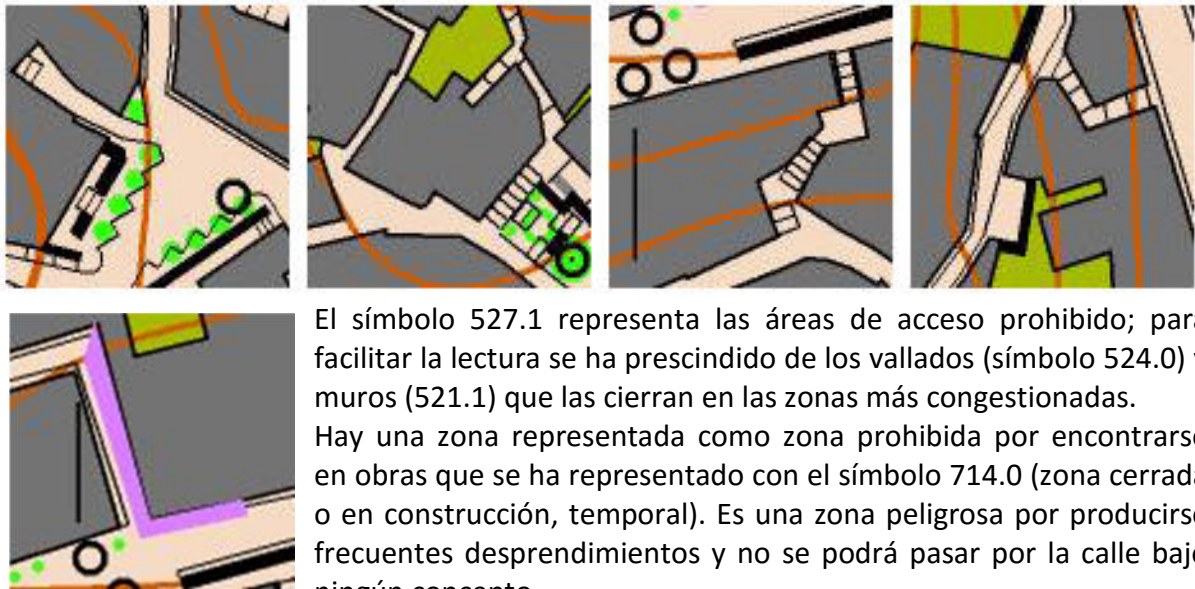 El símbolo 527.1 representa las áreas de acceso prohibido; para
facilitar la lectura se ha prescindido de los vallados (símbolo 524.0) y
muros (521.1) que las cierran en las zonas más congestionadas.
Hay una zona representada como zona prohibida por encontrarse
en obras que se ha representado con el símbolo 714.0 (zona cerrada
o en construcción, temporal). Es una zona peligrosa por producirse
frecuentes desprendimientos y no se podrá pasar por la calle bajo
ningún concepto